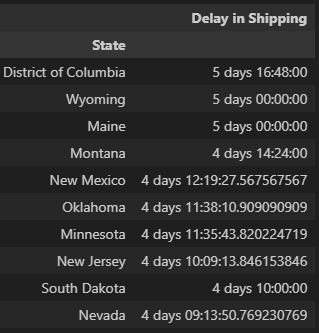 Delay in Shipping
State
District of Columbia 5 days 16:48:00
Wyoming 5 days 00:00:00
Maine 5 days 00:00:00
Montana 4 days 14:24:00
New Mexico 4 days 12:19:27.567567567
Oklahoma 4 days 11:38:10.909090909
Minnesota 4 days 11:35:43.820224719
New Jersey 4 days 10:09:13.846153846
South Dakota 4 days 10:00:00
Nevada 4 days 09:13:50.769230769